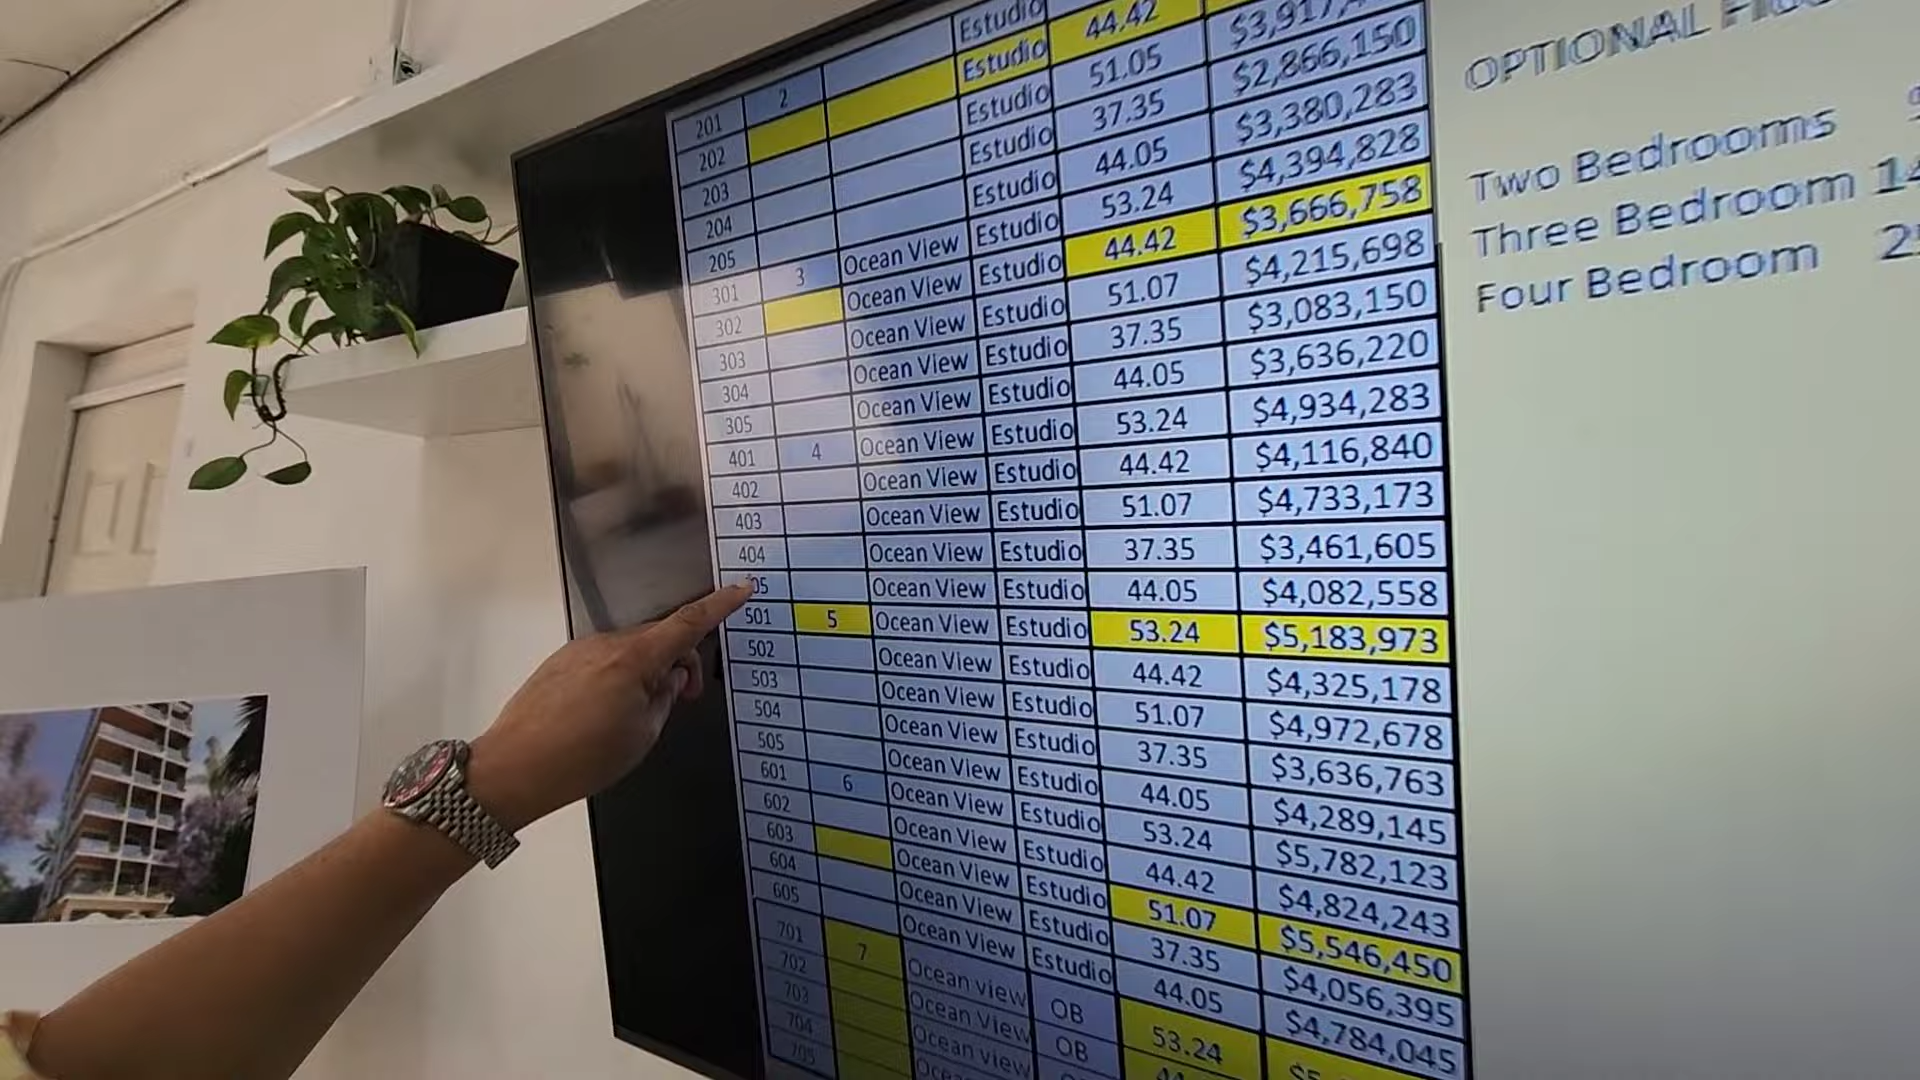 201 2 Estudio
202 Estudio 44.42
203 Estudio 51.05
204 Estudio 37.35 $2,866,150
205 Estudio 44.05 $3,380,283
301 3 Ocean View Estudio 53.24 $4,394,828
302 Ocean View Estudio 44.42 $3,666,758
303 Ocean View Estudio 51.07 $4,215,698
304 Ocean View Estudio 37.35 $3,083,150
305 Ocean View Estudio 44.05 $3,636,220
401 4 Ocean View Estudio 53.24 $4,934,283
402 Ocean View Estudio 44.42 $4,116,840
403 Ocean View Estudio 51.07 $4,733,173
404 Ocean View Estudio 37.35 $3,461,605
05 Ocean View Estudio 44.05 $4,082,558
501 5 Ocean View Estudio 53.24 $5,183,973
502 Ocean View Estudio 44.42 $4,325,178
503 Ocean View Estudio 51.07 $4,972,678
504 Ocean View Estudio 37.35 $3,636,763
505 Ocean View Estudio 44.05 $4,289,145
601 6 Ocean View Estudio 53.24 $5,782,123
602 Ocean View Estudio 44.42 $4,824,243
603 Ocean View Estudio 51.07 $5,546,450
604 Ocean View Estudio 37.35 $4,056,395
605 Ocean View Estudio 44.05 $4,784,045
701 7 Ocean view OB 53.24
702 Ocean View OB
703 Ocean view
704
705
OPTIONAL
Two Bedrooms
Three Bedroom
Four Bedroom